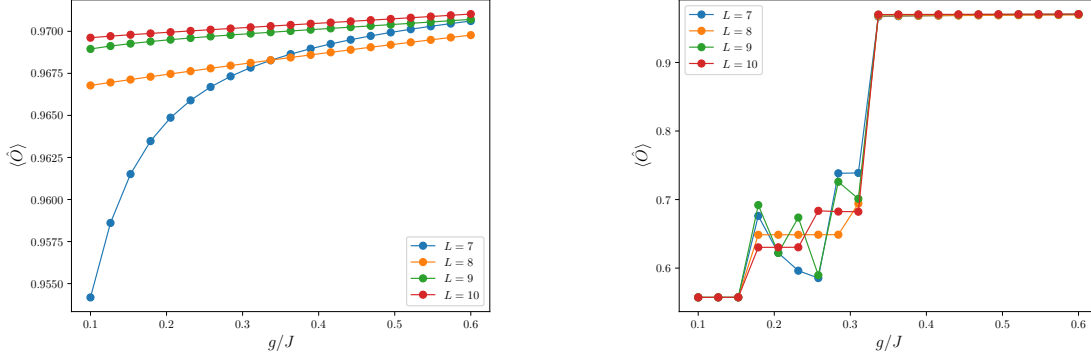 0.9700
0.9675
0.9650
0.9625
0.9600
0.9575
0.9550
⟨Ô⟩
0.1 0.2 0.3 0.4 0.5 0.6
g/J
L = 7
L = 8
L = 9
L = 10
0.9
0.8
0.7
0.6
⟨Ô⟩
0.1 0.2 0.3 0.4 0.5 0.6
g/J
L = 7
L = 8
L = 9
L = 10